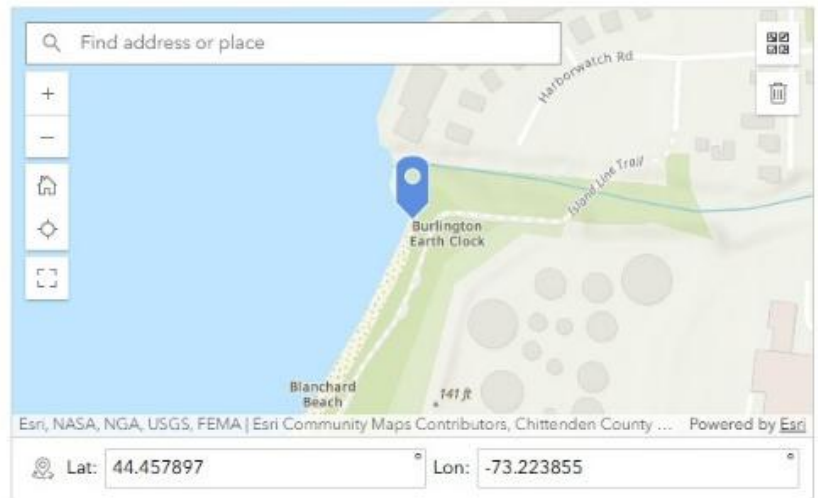 Find address or place
Harborwatch Rd
Island Line Trail
Burlington
Earth Clock
Blanchard
Beach
141 ft
Esri, NASA, NGA, USGS, FEMA | Esri Community Maps Contributors, Chittenden County ... Powered by Esri
Lat: 44.457897 ° Lon: -73.223855 °